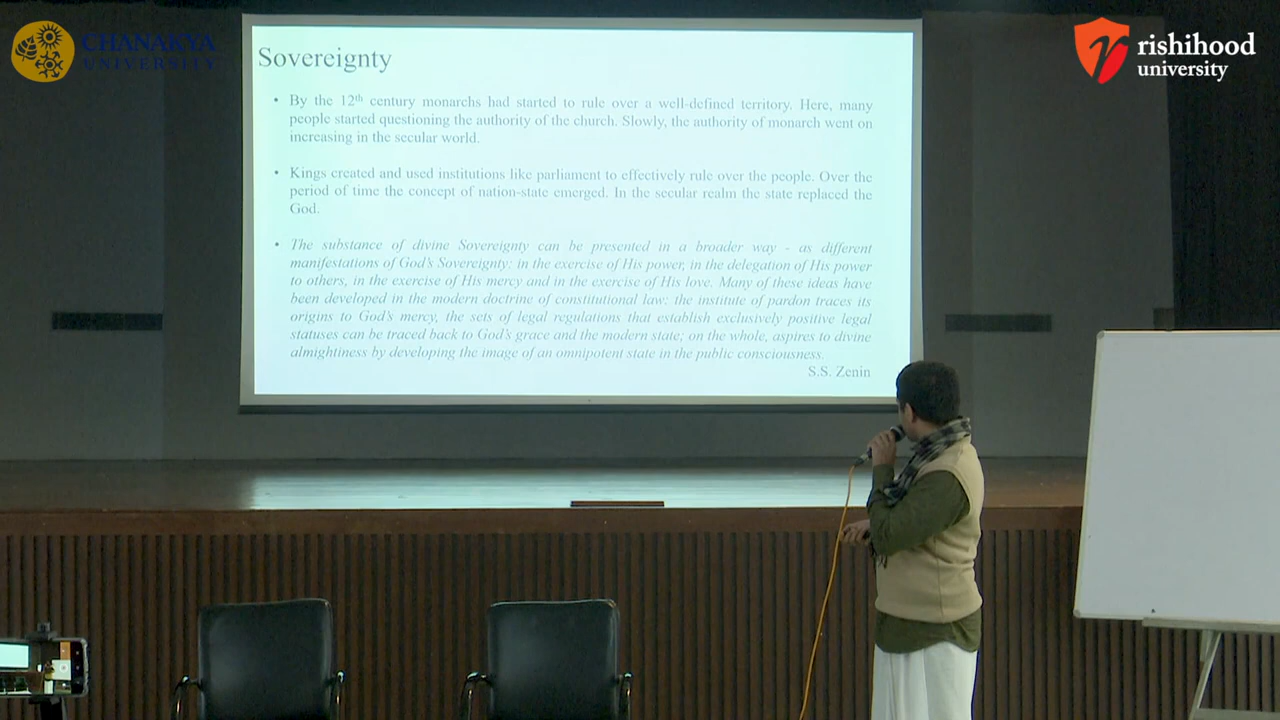 CHANAKYA
UNIVERSITY
rishihood
university
Sovereignty
• By the 12th century monarchs had started to rule over a well-defined territory. Here, many
people started questioning the authority of the church. Slowly, the authority of monarch went on
increasing in the secular world.
• Kings created and used institutions like parliament to effectively rule over the people. Over the
period of time the concept of nation-state emerged. In the secular realm the state replaced the
God.
• The substance of divine Sovereignty can be presented in a broader way - as different
manifestations of God's Sovereignty: in the exercise of His power, in the delegation of His power
to others, in the exercise of His mercy and in the exercise of His love. Many of these ideas have
been developed in the modern doctrine of constitutional law: the institute of pardon traces its
origins to God's mercy, the sets of legal regulations that establish exclusively positive legal
statuses can be traced back to God's grace and the modern state; on the whole, aspires to divine
almightiness by developing the image of an omnipotent state in the public consciousness.
S.S. Zenin